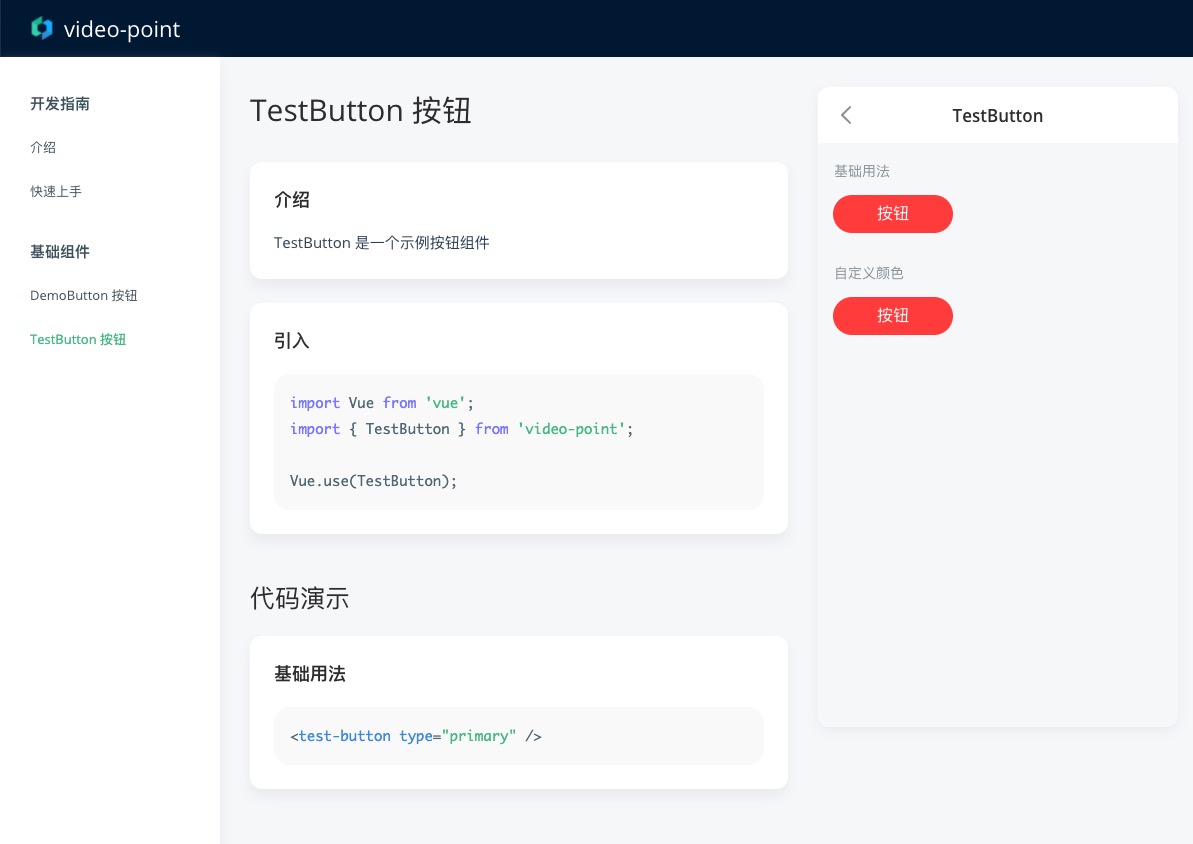 video-point
开发指南
介绍
快速上手
基础组件
DemoButton 按钮
TestButton 按钮
TestButton 按钮
介绍
TestButton 是一个示例按钮组件
引入
import Vue from 'vue';
import { TestButton } from 'video-point';
Vue.use(TestButton);
代码演示
基础用法
<test-button type="primary" />
TestButton
基础用法
按钮
自定义颜色
按钮